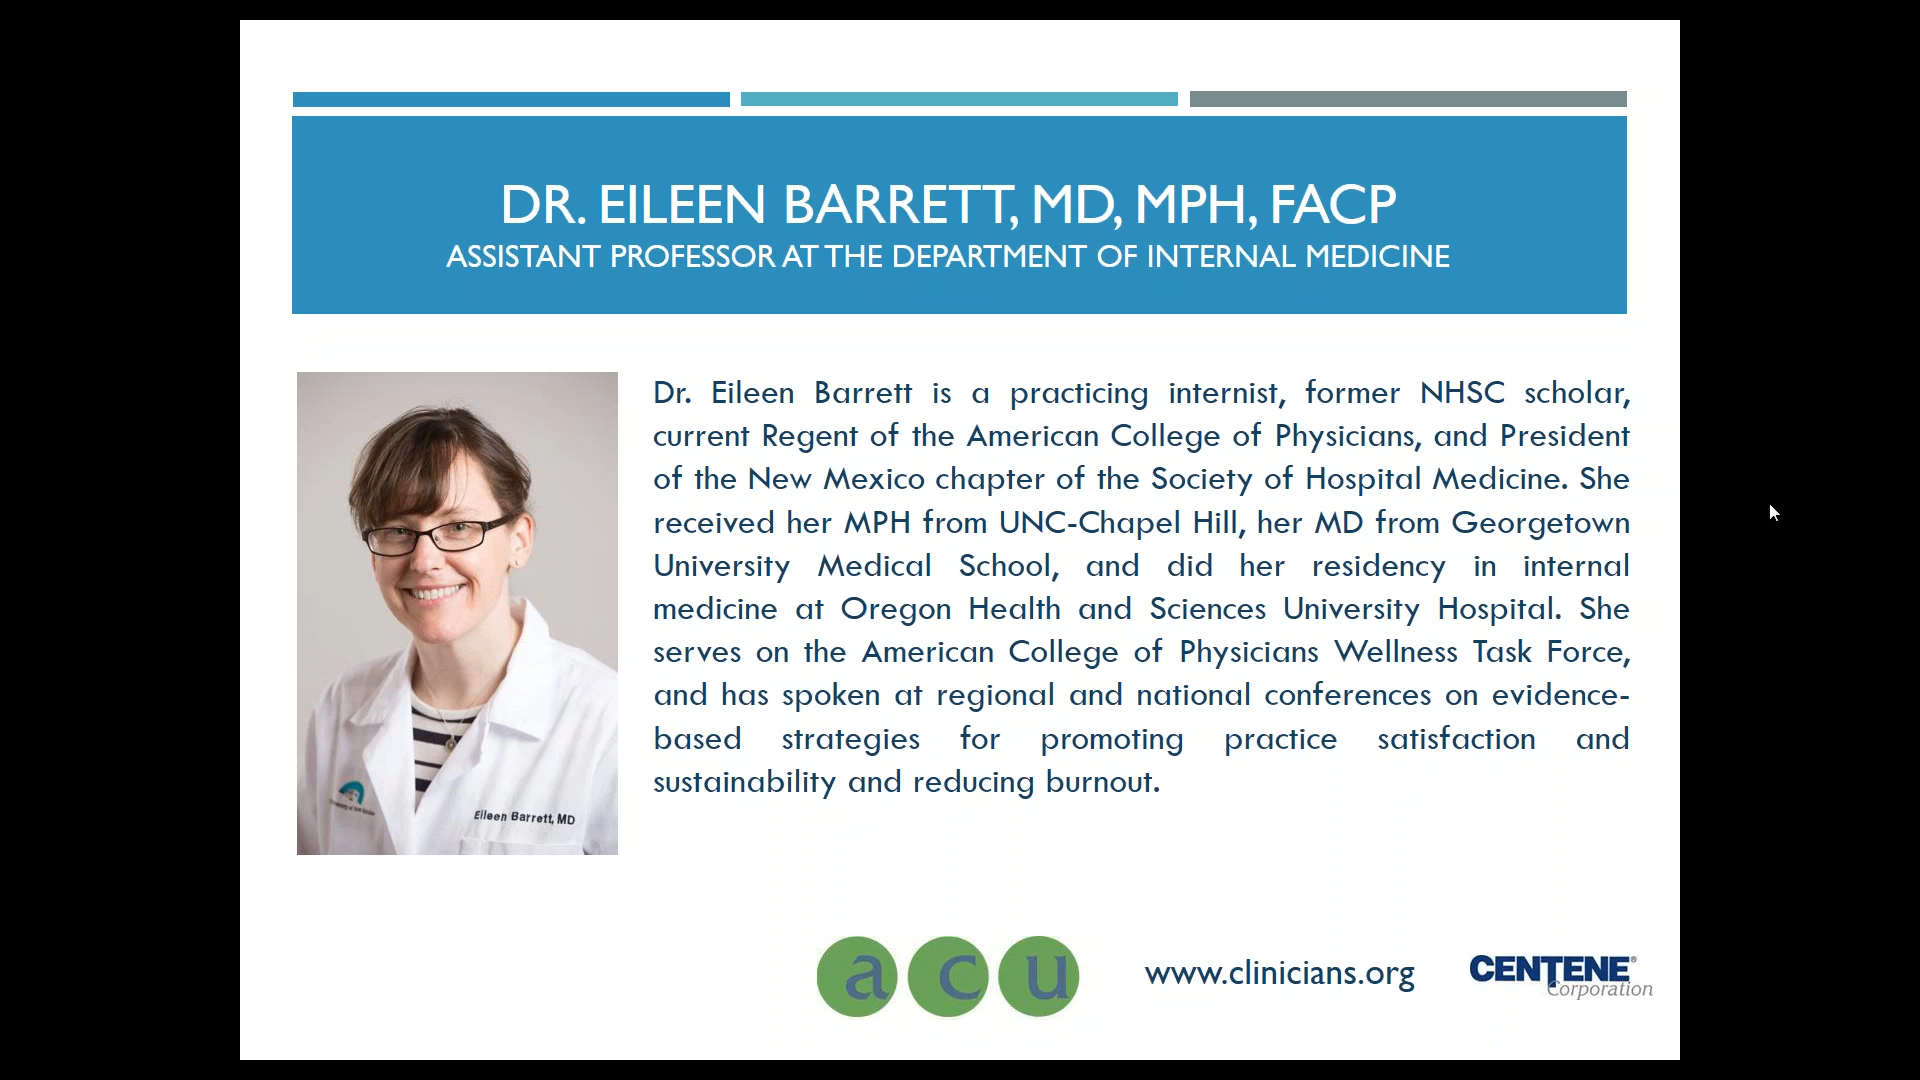 DR. EILEEN BARRETT, MD, MPH, FACP
ASSISTANT PROFESSOR AT THE DEPARTMENT OF INTERNAL MEDICINE
Dr. Eileen Barrett is a practicing internist, former NHSC scholar,
current Regent of the American College of Physicians, and President
of the New Mexico chapter of the Society of Hospital Medicine. She
received her MPH from UNC-Chapel Hill, her MD from Georgetown
University Medical School, and did her residency in internal
medicine at Oregon Health and Sciences University Hospital. She
serves on the American College of Physicians Wellness Task Force,
and has spoken at regional and national conferences on evidence-
based strategies for promoting practice satisfaction and
sustainability and reducing burnout.
Eileen Barrett, MD
acu
www.clinicians.org
CENTENE®
Corporation